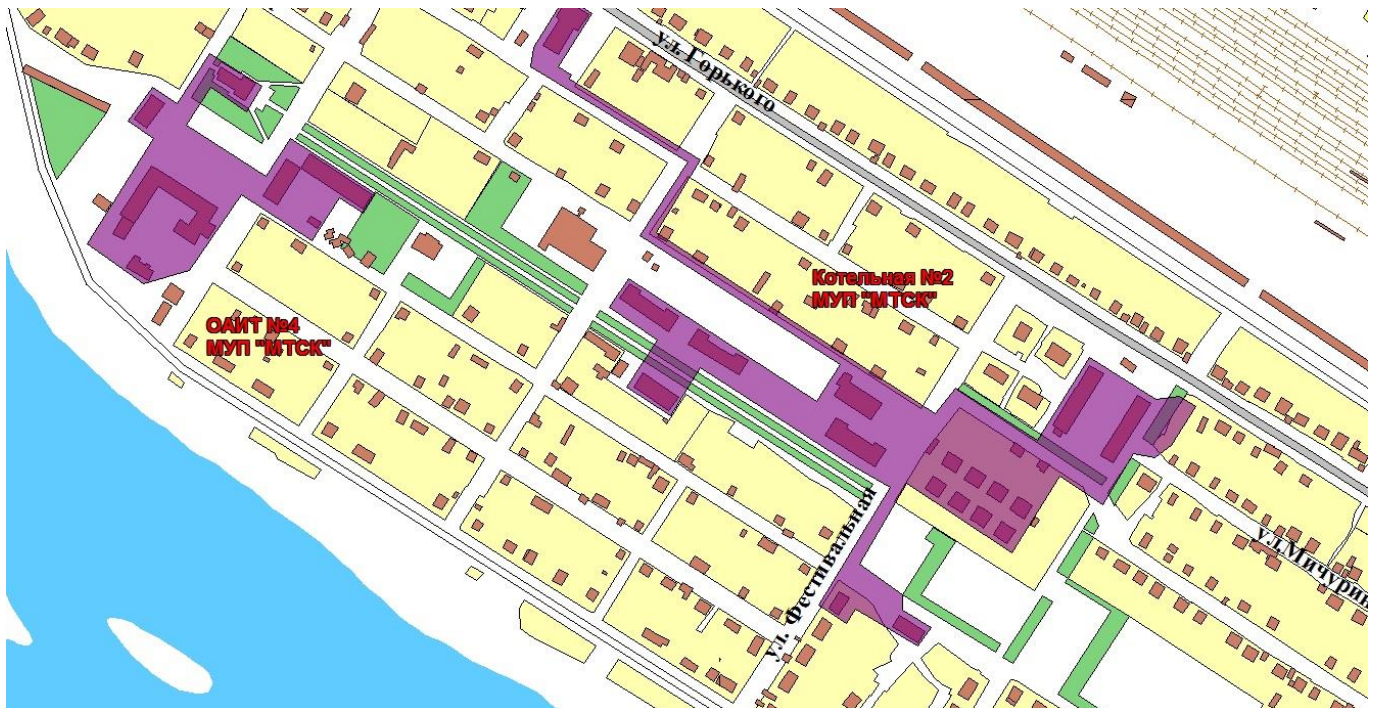 ул. Горького
Котельная №2
МУП "МТСК"
ОАИТ №4
МУП "МТСК"
ул. Фестивальная
ул.Мичурин